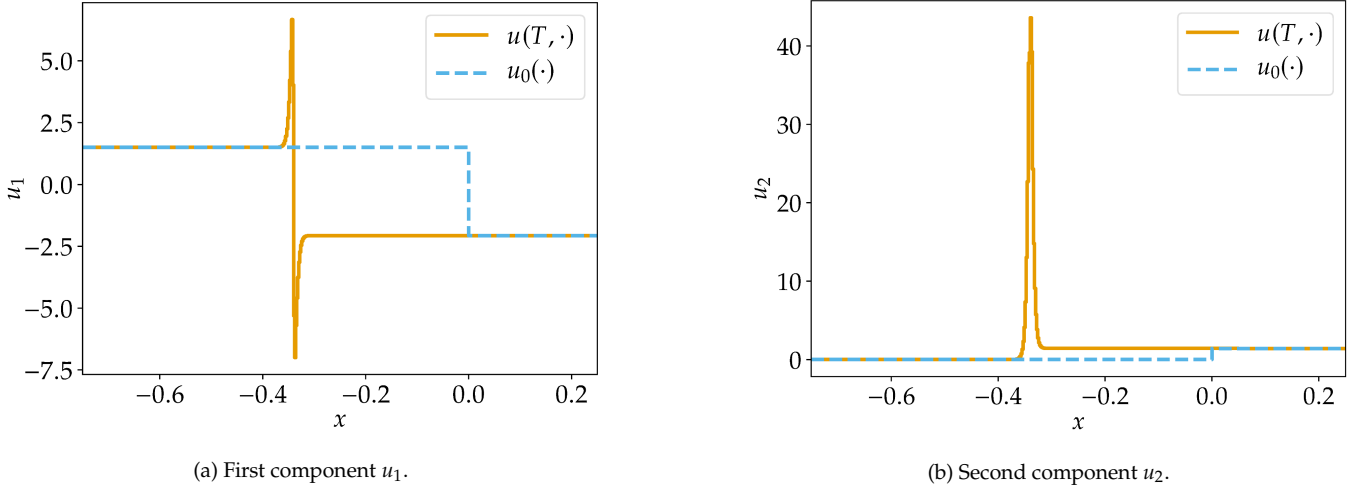 5.0
2.5
0.0
−2.5
−5.0
−7.5
u₁
−0.6
−0.4
−0.2
0.0
0.2
x
u(T, ·)
u₀(·)
(a) First component u₁.
40
30
20
10
0
u₂
−0.6
−0.4
−0.2
0.0
0.2
x
u(T, ·)
u₀(·)
(b) Second component u₂.